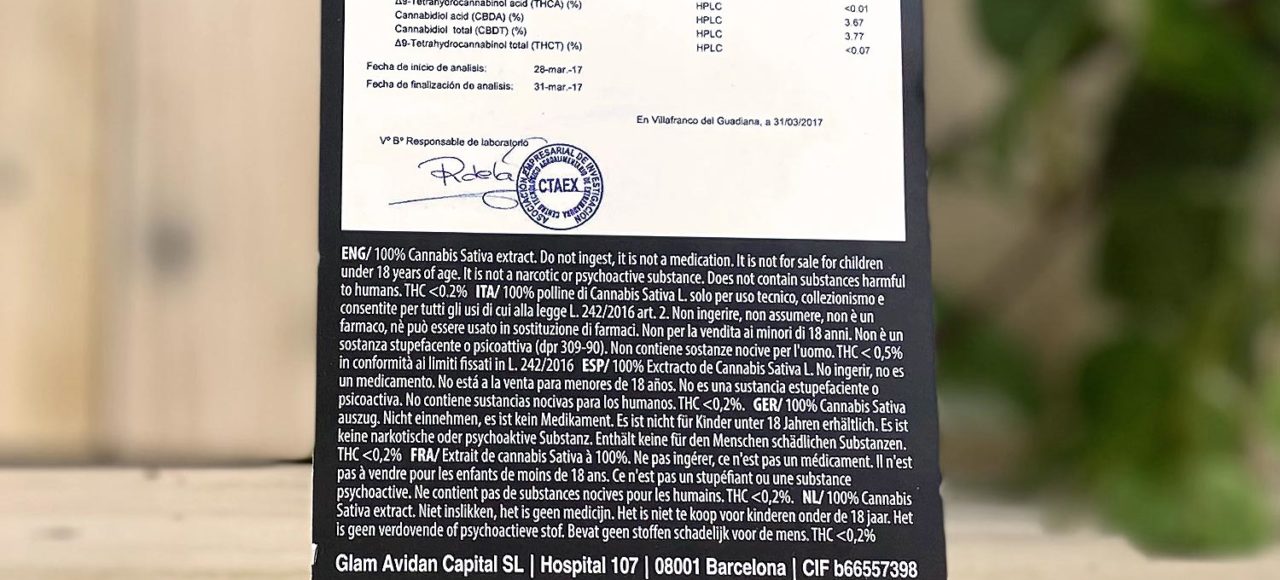 Δ9-Tetrahydrocannabinol acid (THCA) (%) HPLC <0.01
Cannabidiol acid (CBDA) (%) HPLC 3.67
Cannabidiol total (CBDT) (%) HPLC 3.77
Δ9-Tetrahydrocannabinol total (THCT) (%) HPLC <0.07
Fecha de inicio de analisis: 28-mar.-17
Fecha de finalización de analisis: 31-mar.-17
En Villafranco del Guadiana, a 31/03/2017
Vº Bº Responsable de laboratorio
Rdela
ASOCIACIÓN EMPRESARIAL DE INVESTIGACIÓN
CENTRO TECNOLÓGICO AGROALIMENTARIO DE EXTREMADURA
CTAEX
ENG/ 100% Cannabis Sativa extract. Do not ingest, it is not a medication. It is not for sale for children
under 18 years of age. It is not a narcotic or psychoactive substance. Does not contain substances harmful
to humans. THC <0.2% ITA/ 100% polline di Cannabis Sativa L. solo per uso tecnico, collezionismo e
consentite per tutti gli usi di cui alla legge L. 242/2016 art. 2. Non ingerire, non assumere, non è un
farmaco, nè può essere usato in sostituzione di farmaci. Non per la vendita ai minori di 18 anni. Non è un
sostanza stupefacente o psicoattiva (dpr 309-90). Non contiene sostanze nocive per l'uomo. THC < 0,5%
in conformità ai limiti fissati in L. 242/2016 ESP/ 100% Exctracto de Cannabis Sativa L. No ingerir, no es
un medicamento. No está a la venta para menores de 18 años. No es una sustancia estupefaciente o
psicoactiva. No contiene sustancias nocivas para los humanos. THC <0,2%. GER/ 100% Cannabis Sativa
auszug. Nicht einnehmen, es ist kein Medikament. Es ist nicht für Kinder unter 18 Jahren erhältlich. Es ist
keine narkotische oder psychoaktive Substanz. Enthält keine für den Menschen schädlichen Substanzen.
THC <0,2% FRA/ Extrait de cannabis Sativa à 100%. Ne pas ingérer, ce n'est pas un médicament. Il n'est
pas à vendre pour les enfants de moins de 18 ans. Ce n'est pas un stupéfiant ou une substance
psychoactive. Ne contient pas de substances nocives pour les humains. THC <0,2%. NL/ 100% Cannabis
Sativa extract. Niet inslikken, het is geen medicijn. Het is niet te koop voor kinderen onder de 18 jaar. Het
is geen verdovende of psychoactieve stof. Bevat geen stoffen schadelijk voor de mens. THC <0,2%
Glam Avidan Capital SL | Hospital 107 | 08001 Barcelona | CIF b66557398